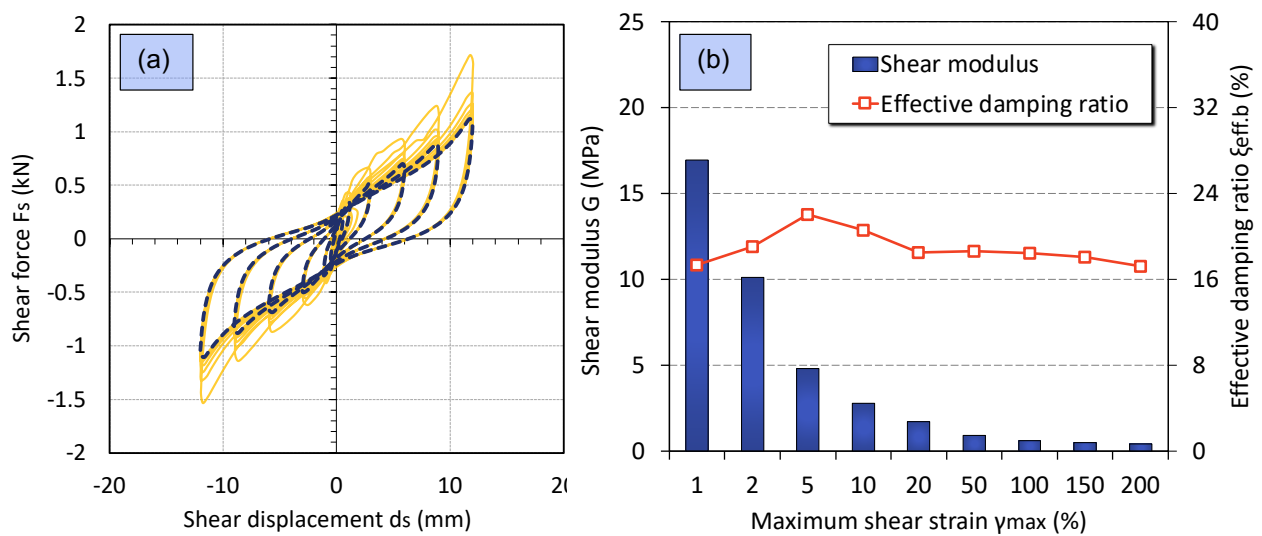 (a)
Shear force Fs (kN)
2
1.5
1
0.5
0
-0.5
-1
-1.5
-2
-20
-10
0
10
20
Shear displacement ds (mm)
(b)
Shear modulus
Effective damping ratio
Shear modulus G (MPa)
25
20
15
10
5
0
Effective damping ratio ξeff.b (%)
40
32
24
16
8
0
1 2 5 10 20 50 100 150 200
Maximum shear strain γmax (%)